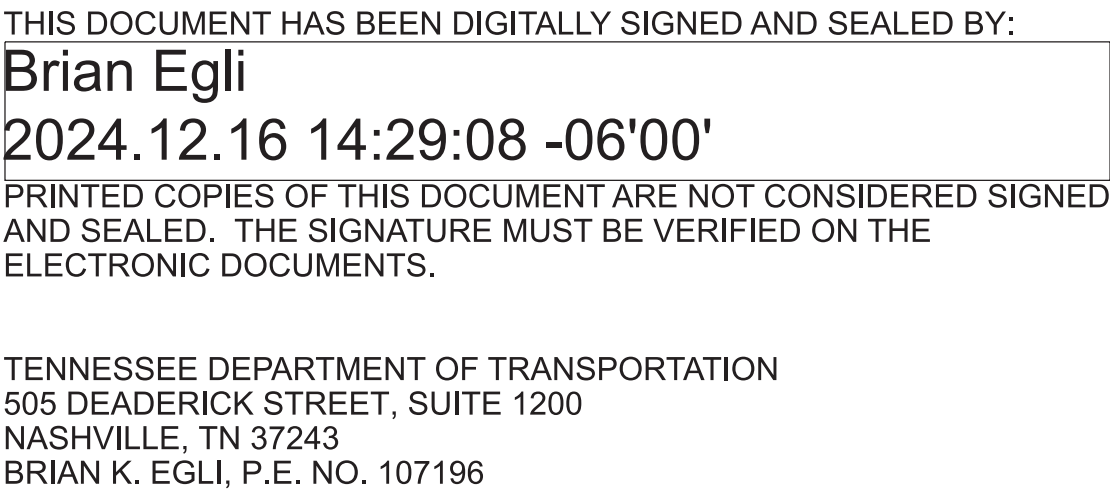 THIS DOCUMENT HAS BEEN DIGITALLY SIGNED AND SEALED BY:
Brian Egli
2024.12.16 14:29:08 -06'00'
PRINTED COPIES OF THIS DOCUMENT ARE NOT CONSIDERED SIGNED
AND SEALED.  THE SIGNATURE MUST BE VERIFIED ON THE
ELECTRONIC DOCUMENTS.
TENNESSEE DEPARTMENT OF TRANSPORTATION
505 DEADERICK STREET, SUITE 1200
NASHVILLE, TN 37243
BRIAN K. EGLI, P.E. NO. 107196